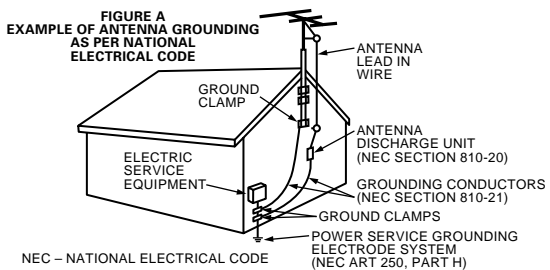 FIGURE A
EXAMPLE OF ANTENNA GROUNDING
AS PER NATIONAL
ELECTRICAL CODE
ANTENNA
LEAD IN
WIRE
GROUND
CLAMP
ANTENNA
DISCHARGE UNIT
(NEC SECTION 810-20)
ELECTRIC
SERVICE
EQUIPMENT
GROUNDING CONDUCTORS
(NEC SECTION 810-21)
GROUND CLAMPS
POWER SERVICE GROUNDING
ELECTRODE SYSTEM
(NEC ART 250, PART H)
NEC – NATIONAL ELECTRICAL CODE